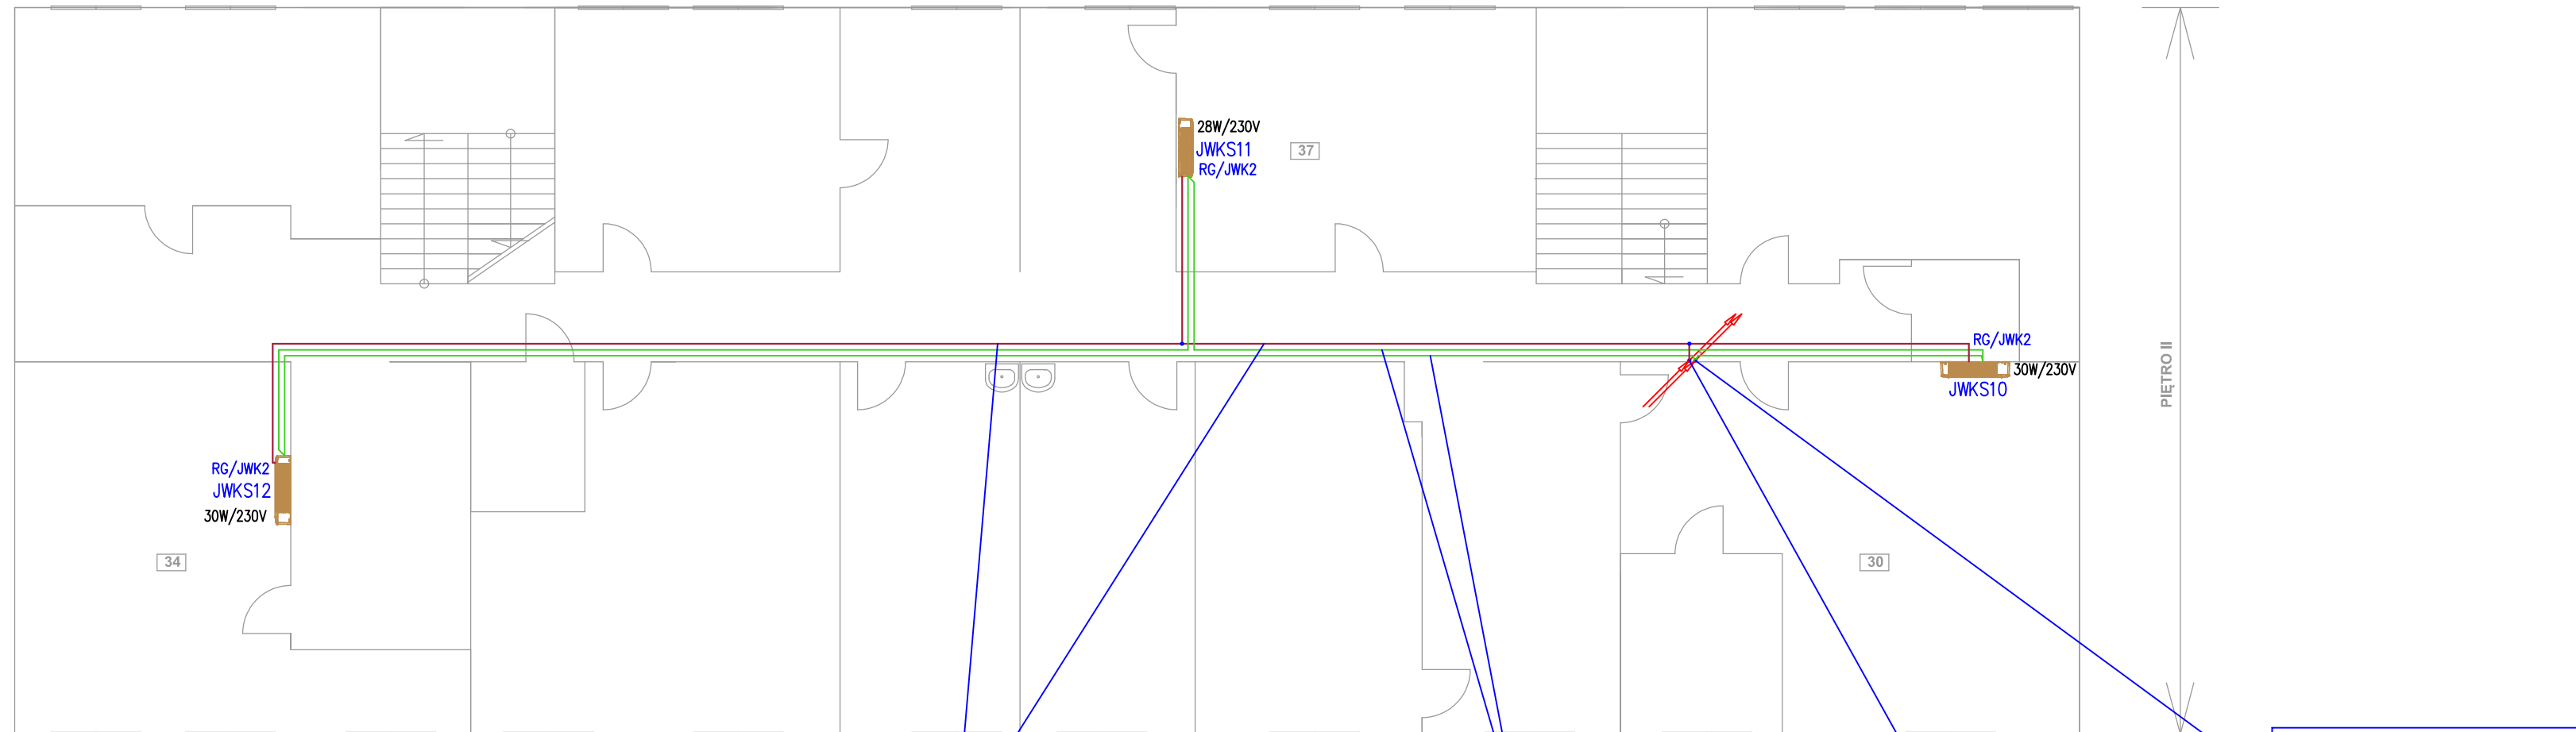 28W/230V
JWKS11
RG/JWK2
37
RG/JWK2
30W/230V
JWKS10
PIĘTRO II
RG/JWK2
JWKS12
30W/230V
34
30